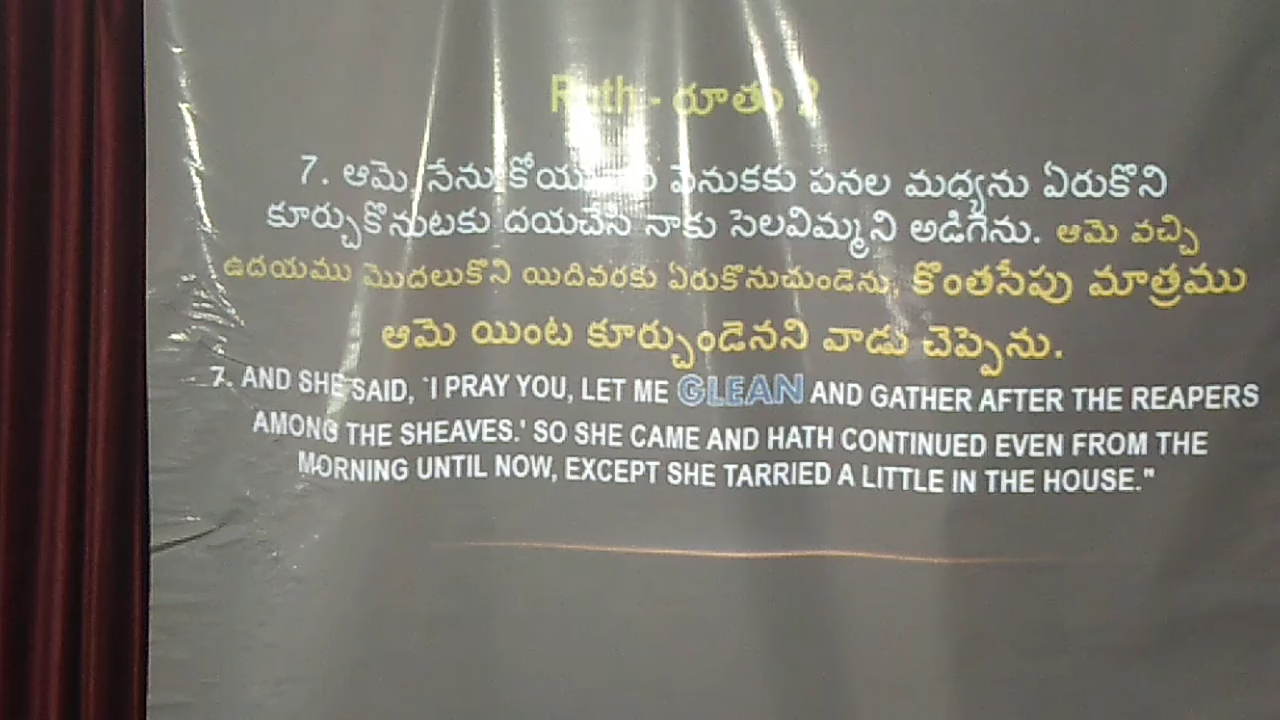 Ruth - రూతు 2
7. ఆమె నేను వెనుకకు పనల మధ్యను ఏరుకొని
కూర్చుకొనుటకు దయచేసి నాకు సెలవిమ్మని అడిగెను. ఆమె వచ్చి
ఉదయము మొదలుకొని యిదివరకు ఏరుకొనుచుండెను, కొంతసేపు మాత్రము
ఆమె యింట కూర్చుండెనని వాడు చెప్పెను.
7. AND SHE SAID, `I PRAY YOU, LET ME GLEAN AND GATHER AFTER THE REAPERS
AMONG THE SHEAVES.' SO SHE CAME AND HATH CONTINUED EVEN FROM THE
MORNING UNTIL NOW, EXCEPT SHE TARRIED A LITTLE IN THE HOUSE."